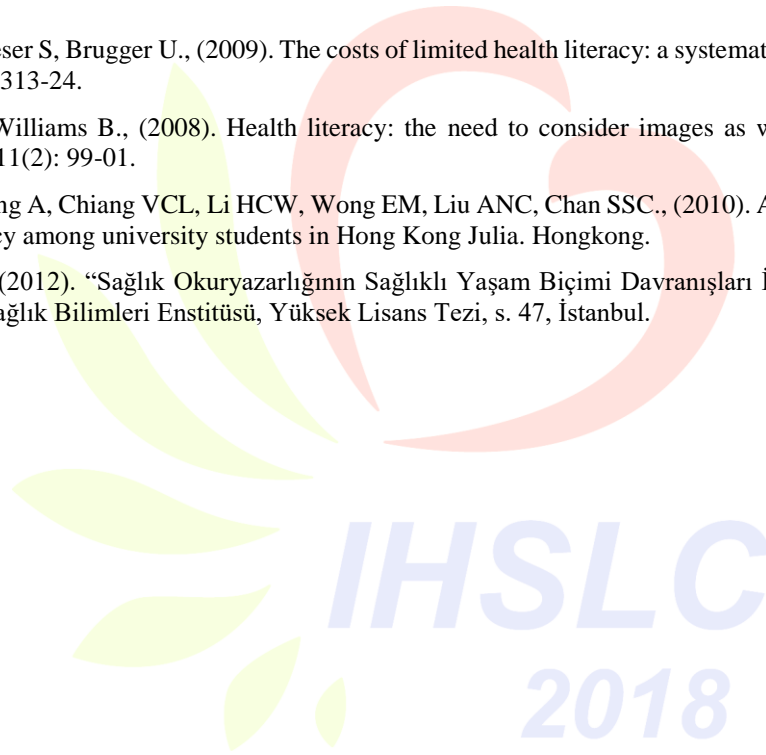 eser S, Brugger U., (2009). The costs of limited health literacy: a systemat
313-24.
Williams B., (2008). Health literacy: the need to consider images as w
11(2): 99-01.
ng A, Chiang VCL, Li HCW, Wong EM, Liu ANC, Chan SSC., (2010). A
cy among university students in Hong Kong Julia. Hongkong.
(2012). “Sağlık Okuryazarlığının Sağlıklı Yaşam Biçimi Davranışları İ
ağlık Bilimleri Enstitüsü, Yüksek Lisans Tezi, s. 47, İstanbul.
IHSLC
2018